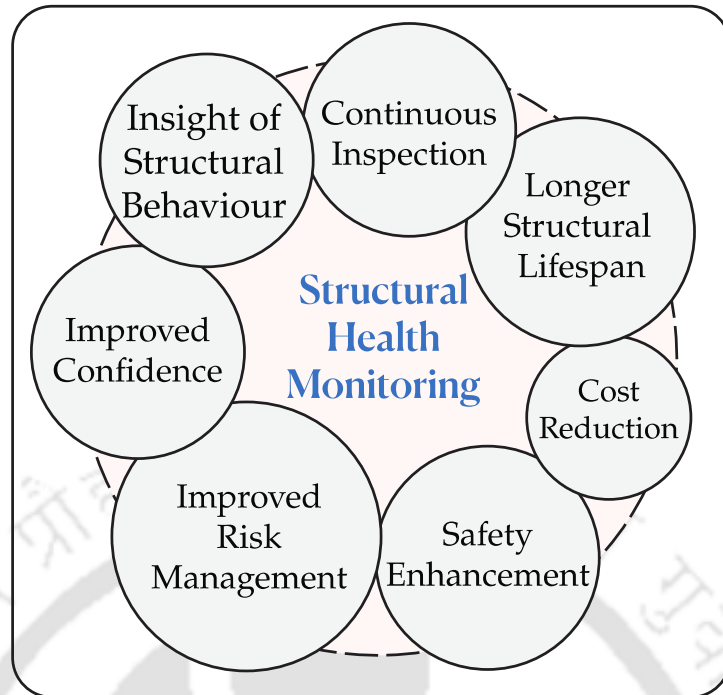 Structural
Health
Monitoring
Continuous
Inspection
Longer
Structural
Lifespan
Cost
Reduction
Safety
Enhancement
Improved
Risk
Management
Improved
Confidence
Insight of
Structural
Behaviour